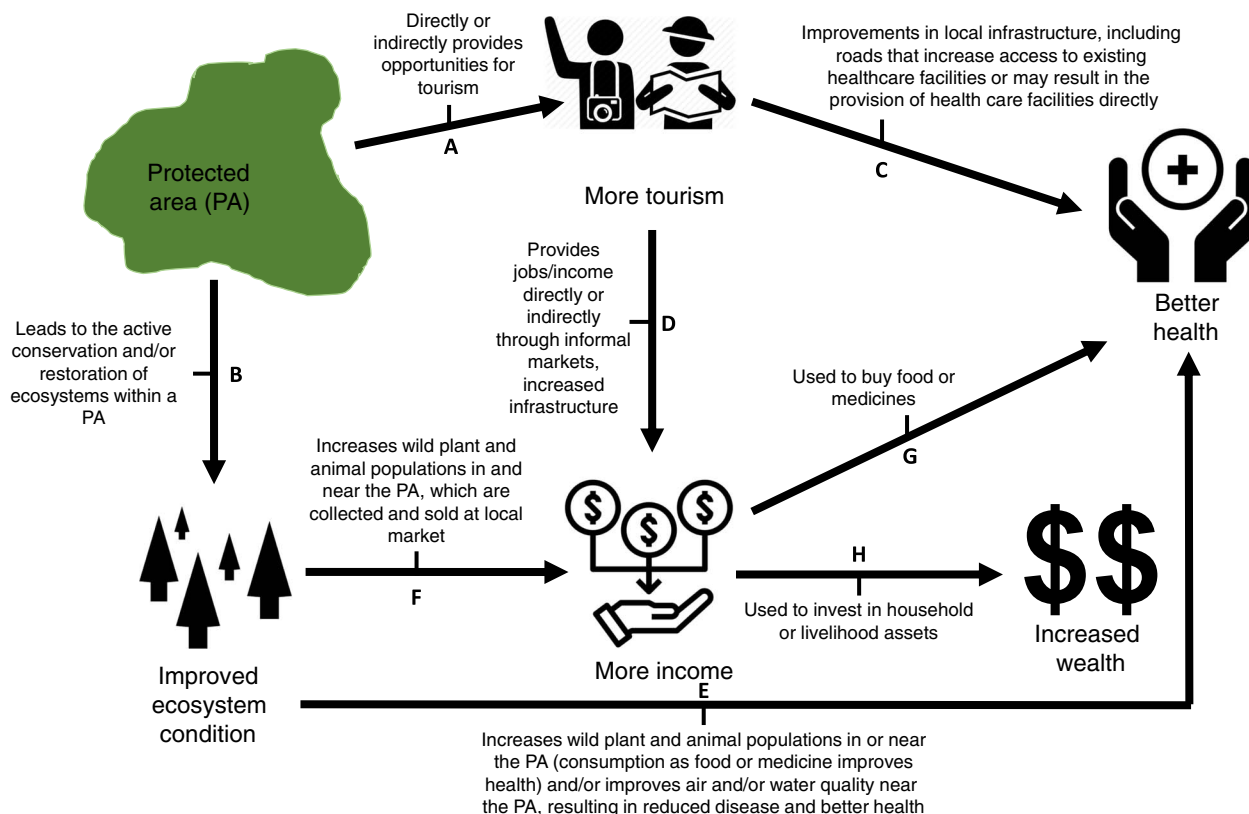 Directly or
indirectly provides
opportunities for
tourism
A
Improvements in local infrastructure, including
roads that increase access to existing
healthcare facilities or may result in the
provision of health care facilities directly
C
Protected
area (PA)
More tourism
Better
health
Leads to the active
conservation and/or
restoration of
ecosystems within a
PA
B
Provides
jobs/income
directly or
indirectly
through informal
markets,
increased
infrastructure
D
Used to buy food or
medicines
G
Increases wild plant and
animal populations in and
near the PA, which are
collected and sold at local
market
F
$ $ $
More income
H
Used to invest in household
or livelihood assets
$$
Increased
wealth
Improved
ecosystem
condition
E
Increases wild plant and animal populations in or near
the PA (consumption as food or medicine improves
health) and/or improves air and/or water quality near
the PA, resulting in reduced disease and better health